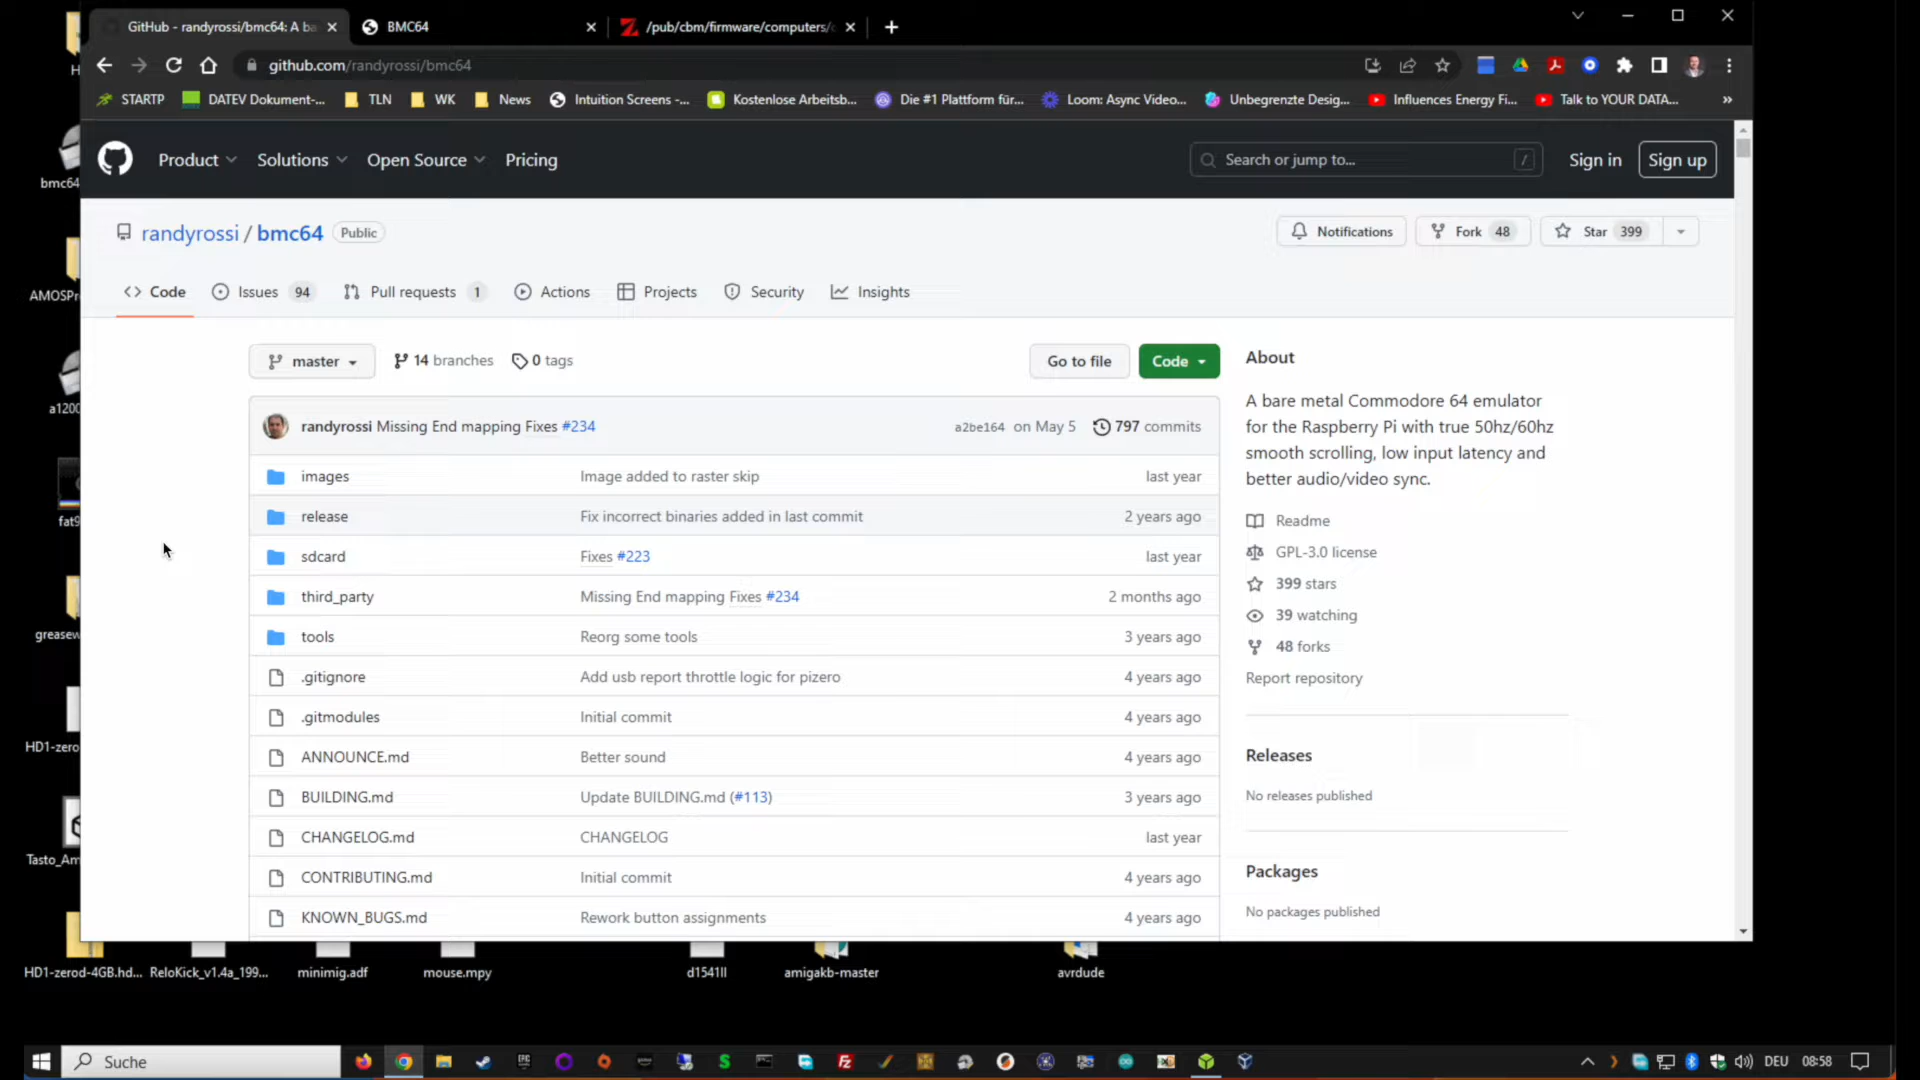 GitHub - randyrossi/bmc64: A ba
BMC64
/pub/cbm/firmware/computers/
github.com/randyrossi/bmc64
STARTP
DATEV Dokument-...
TLN
WK
News
Intuition Screens -...
Kostenlose Arbeitsb...
Die #1 Plattform für...
Loom: Async Video...
Unbegrenzte Desig...
Influences Energy Fi...
Talk to YOUR DATA...
»
Product
Solutions
Open Source
Pricing
Search or jump to...
/
Sign in
Sign up
randyrossi / bmc64
Public
Notifications
Fork 48
Star 399
Code
Issues 94
Pull requests 1
Actions
Projects
Security
Insights
master
14 branches
0 tags
Go to file
Code
randyrossi Missing End mapping Fixes #234
a2be164 on May 5
797 commits
images Image added to raster skip last year
release Fix incorrect binaries added in last commit 2 years ago
sdcard Fixes #223 last year
third_party Missing End mapping Fixes #234 2 months ago
tools Reorg some tools 3 years ago
.gitignore Add usb report throttle logic for pizero 4 years ago
.gitmodules Initial commit 4 years ago
ANNOUNCE.md Better sound 4 years ago
BUILDING.md Update BUILDING.md (#113) 3 years ago
CHANGELOG.md CHANGELOG last year
CONTRIBUTING.md Initial commit 4 years ago
KNOWN_BUGS.md Rework button assignments 4 years ago
About
A bare metal Commodore 64 emulator
for the Raspberry Pi with true 50hz/60hz
smooth scrolling, low input latency and
better audio/video sync.
Readme
GPL-3.0 license
399 stars
39 watching
48 forks
Report repository
Releases
No releases published
Packages
No packages published
H
bmc64
AMOSPr
a1200
fat9
greasew
HD1-zero
Tasto_Am
HD1-zerod-4GB.hd...
ReloKick_v1.4a_199...
minimig.adf
mouse.mpy
d1541II
amigakb-master
avrdude
Suche
DEU
08:58